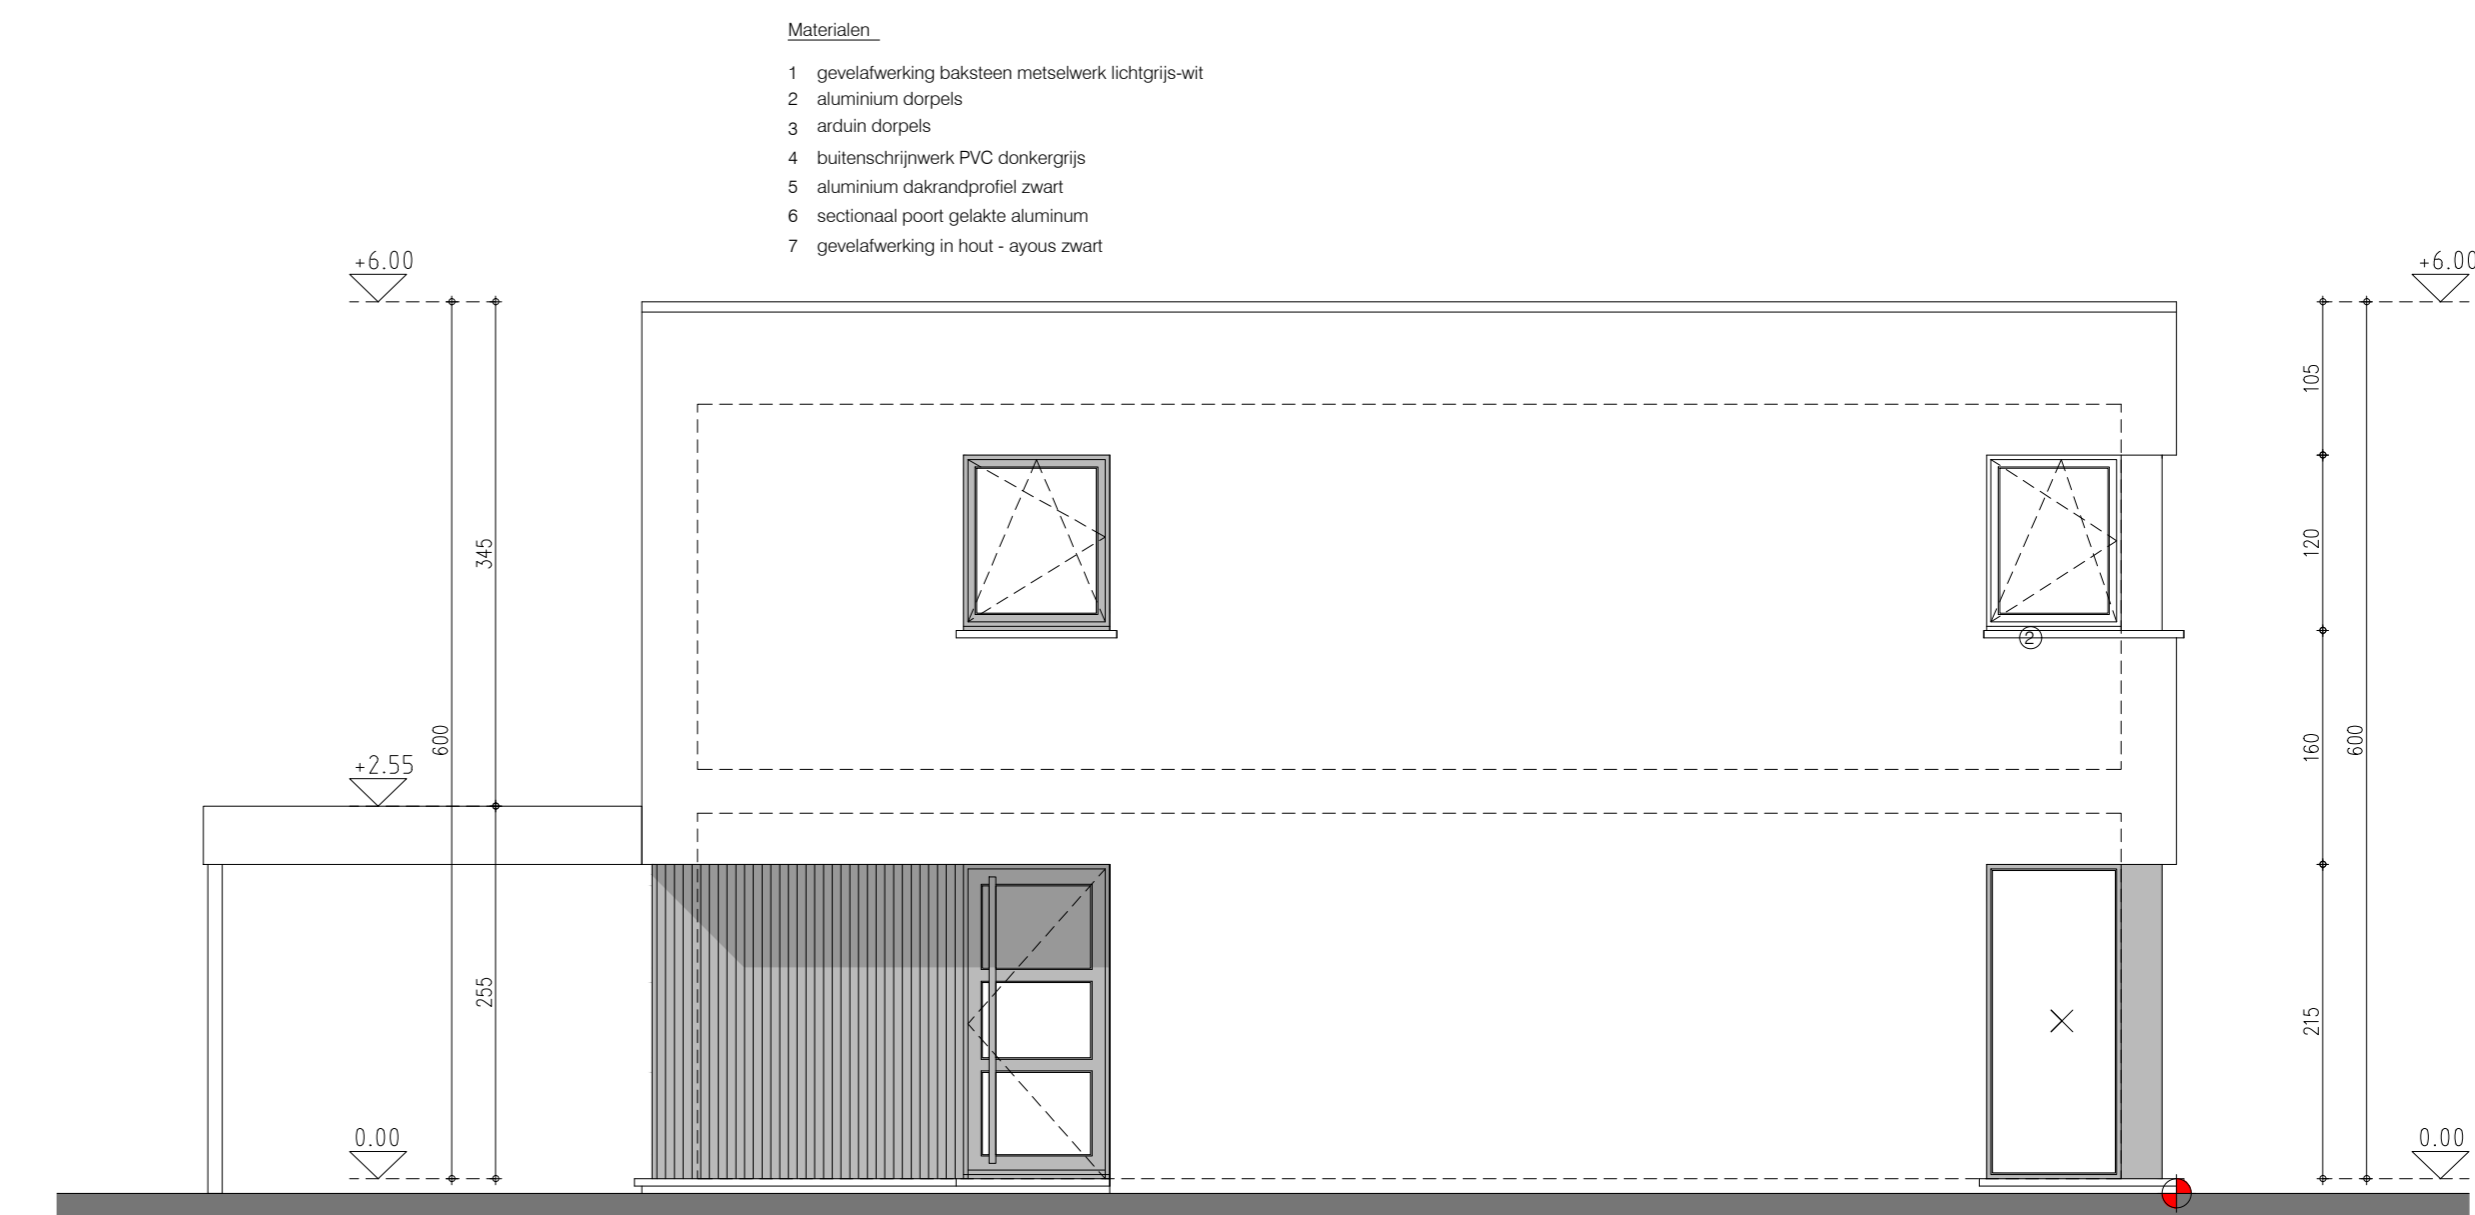 Materialen
1 gevelafwerking baksteen metselwerk lichtgrijs-wit
2 aluminium dorpels
3 arduin dorpels
4 buitenschrijnwerk PVC donkergrijs
5 aluminium dakrandprofiel zwart
6 sectionaal poort gelakte aluminum
7 gevelafwerking in hout - ayous zwart
+6.00
+6.00
105
345
120
2
600
+2.55
160
600
255
215
0.00
0.00